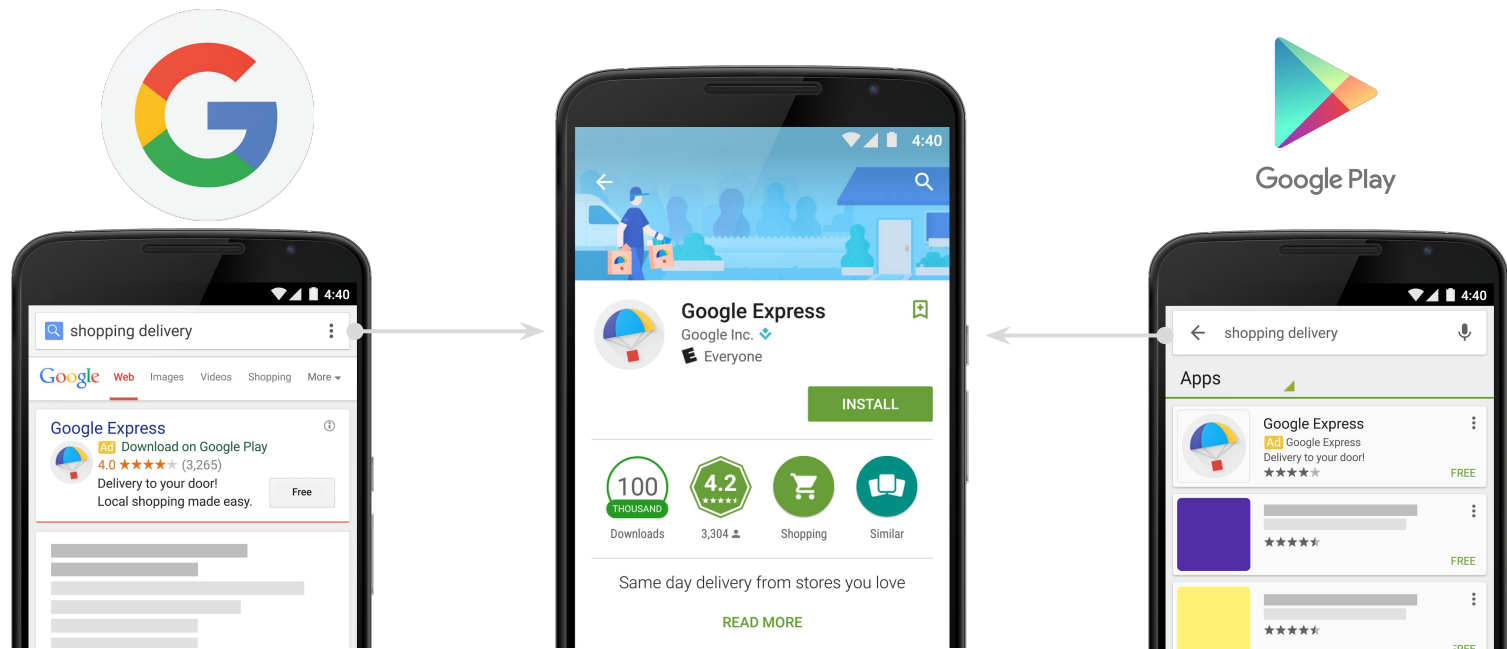 4:40
shopping delivery
Google Web Images Videos Shopping More
Google Express
Ad Download on Google Play
4.0 (3,265)
Delivery to your door!
Local shopping made easy.
Free
4:40
Google Express
Google Inc.
E Everyone
INSTALL
100
THOUSAND
Downloads
4.2
3,304
Shopping
Similar
Same day delivery from stores you love
READ MORE
Google Play
4:40
shopping delivery
Apps
Google Express
Ad Google Express
Delivery to your door!
FREE
FREE
FREE